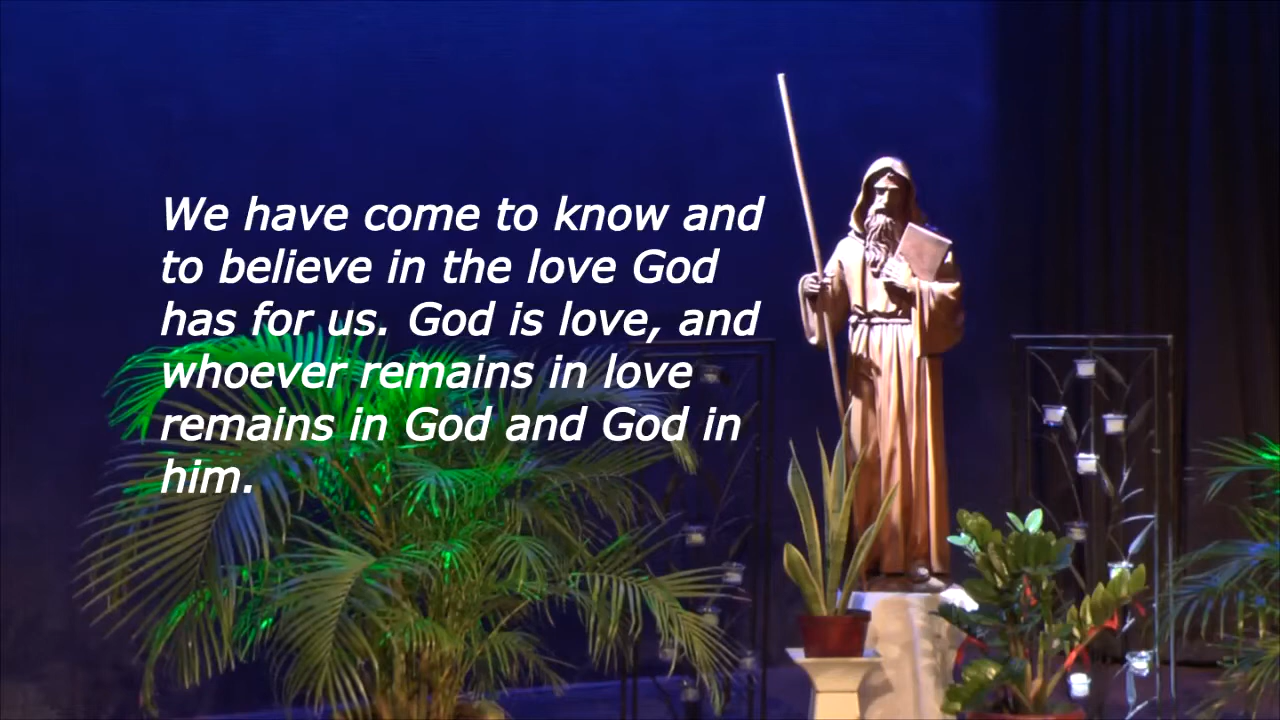 We have come to know and
to believe in the love God
has for us. God is love, and
whoever remains in love
remains in God and God in
him.